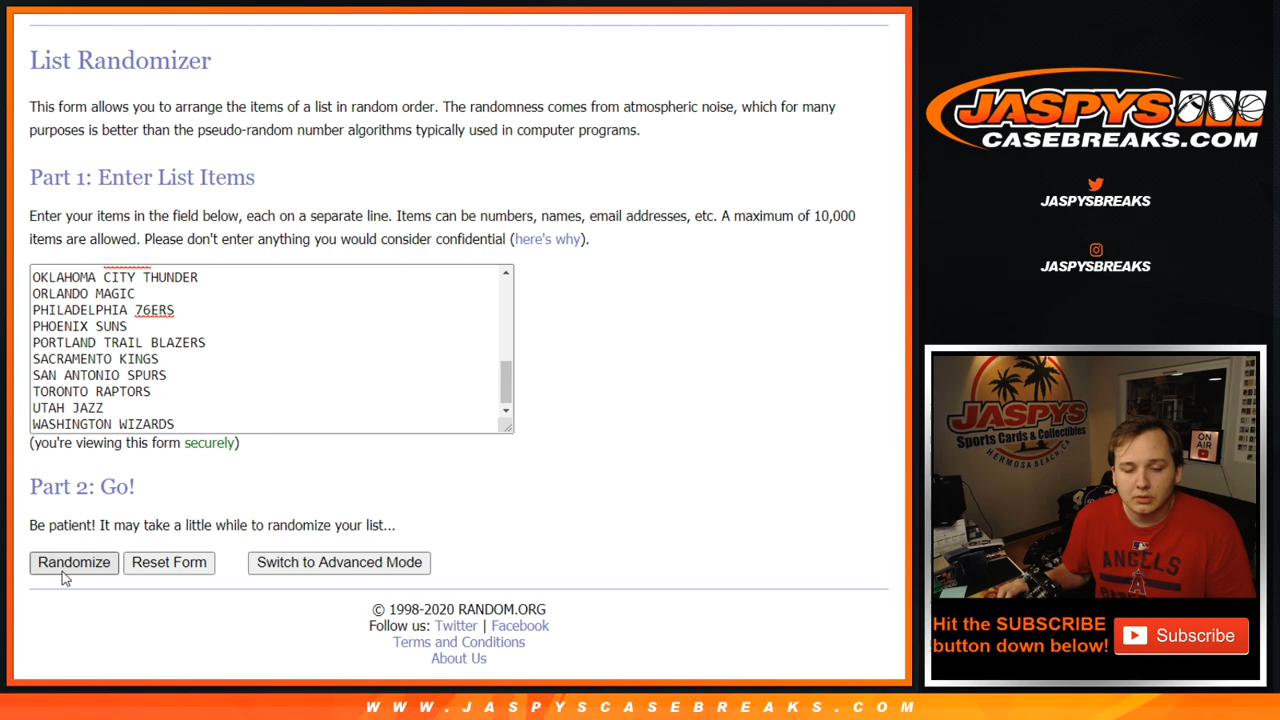 List Randomizer
This form allows you to arrange the items of a list in random order. The randomness comes from atmospheric noise, which for many
purposes is better than the pseudo-random number algorithms typically used in computer programs.
Part 1: Enter List Items
Enter your items in the field below, each on a separate line. Items can be numbers, names, email addresses, etc. A maximum of 10,000
items are allowed. Please don't enter anything you would consider confidential (here's why).
OKLAHOMA CITY THUNDER
ORLANDO MAGIC
PHILADELPHIA 76ERS
PHOENIX SUNS
PORTLAND TRAIL BLAZERS
SACRAMENTO KINGS
SAN ANTONIO SPURS
TORONTO RAPTORS
UTAH JAZZ
WASHINGTON WIZARDS
(you're viewing this form securely)
Part 2: Go!
Be patient! It may take a little while to randomize your list...
Randomize Reset Form Switch to Advanced Mode
© 1998-2020 RANDOM.ORG
Follow us: Twitter | Facebook
Terms and Conditions
About Us
JASPYS
CASEBREAKS.COM
JASPYSBREAKS
JASPYSBREAKS
JASPYS
Sports Cards & Collectibles
HERMOSA BEACH, CA
ON
AIR
ANGELS
Hit the SUBSCRIBE
button down below!
Subscribe
WWW.JASPYSCASEBREAKS.COM